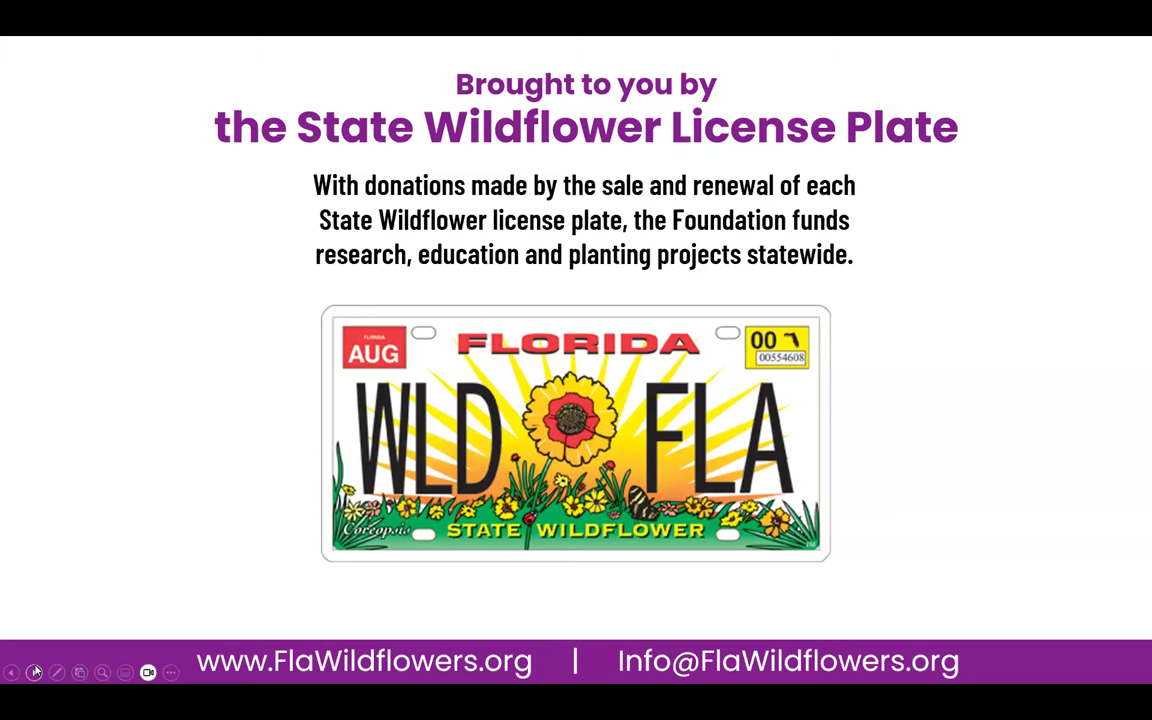 Brought to you by
the State Wildflower License Plate
With donations made by the sale and renewal of each
State Wildflower license plate, the Foundation funds
research, education and planting projects statewide.
FLORIDA
AUG
FLORIDA
00
00554608
WLD FLA
Coreopsis
STATE WILDFLOWER
www.FlaWildflowers.org | Info@FlaWildflowers.org